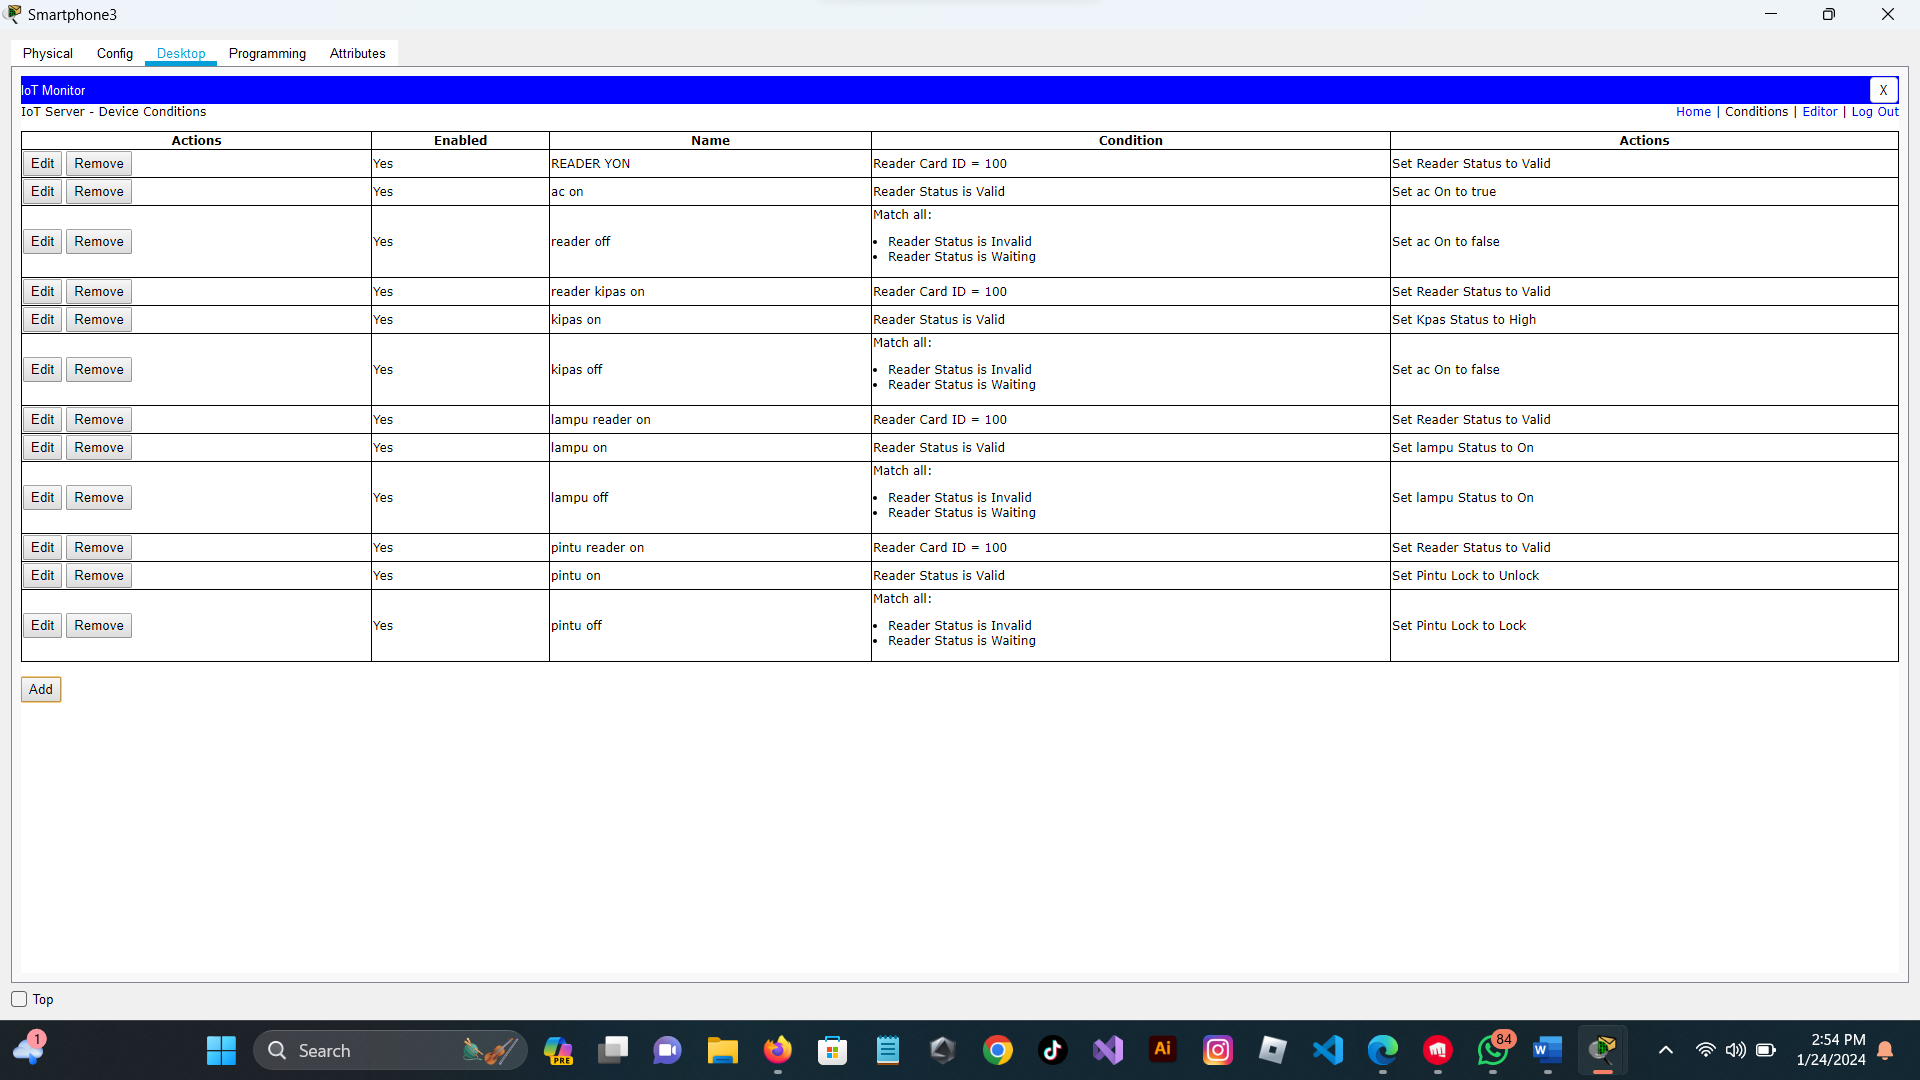 Smartphone3
Physical Config Desktop Programming Attributes
IoT Monitor X
IoT Server - Device Conditions Home | Conditions | Editor | Log Out
Actions Enabled Name Condition Actions
Edit Remove Yes READER YON Reader Card ID = 100 Set Reader Status to Valid
Edit Remove Yes ac on Reader Status is Valid Set ac On to true
Match all:
Edit Remove Yes reader off • Reader Status is Invalid Set ac On to false
• Reader Status is Waiting
Edit Remove Yes reader kipas on Reader Card ID = 100 Set Reader Status to Valid
Edit Remove Yes kipas on Reader Status is Valid Set Kpas Status to High
Match all:
Edit Remove Yes kipas off • Reader Status is Invalid Set ac On to false
• Reader Status is Waiting
Edit Remove Yes lampu reader on Reader Card ID = 100 Set Reader Status to Valid
Edit Remove Yes lampu on Reader Status is Valid Set lampu Status to On
Match all:
Edit Remove Yes lampu off • Reader Status is Invalid Set lampu Status to On
• Reader Status is Waiting
Edit Remove Yes pintu reader on Reader Card ID = 100 Set Reader Status to Valid
Edit Remove Yes pintu on Reader Status is Valid Set Pintu Lock to Unlock
Match all:
Edit Remove Yes pintu off • Reader Status is Invalid Set Pintu Lock to Lock
• Reader Status is Waiting
Add
Top
1 Search PRE Ai 84 W 2:54 PM
1/24/2024